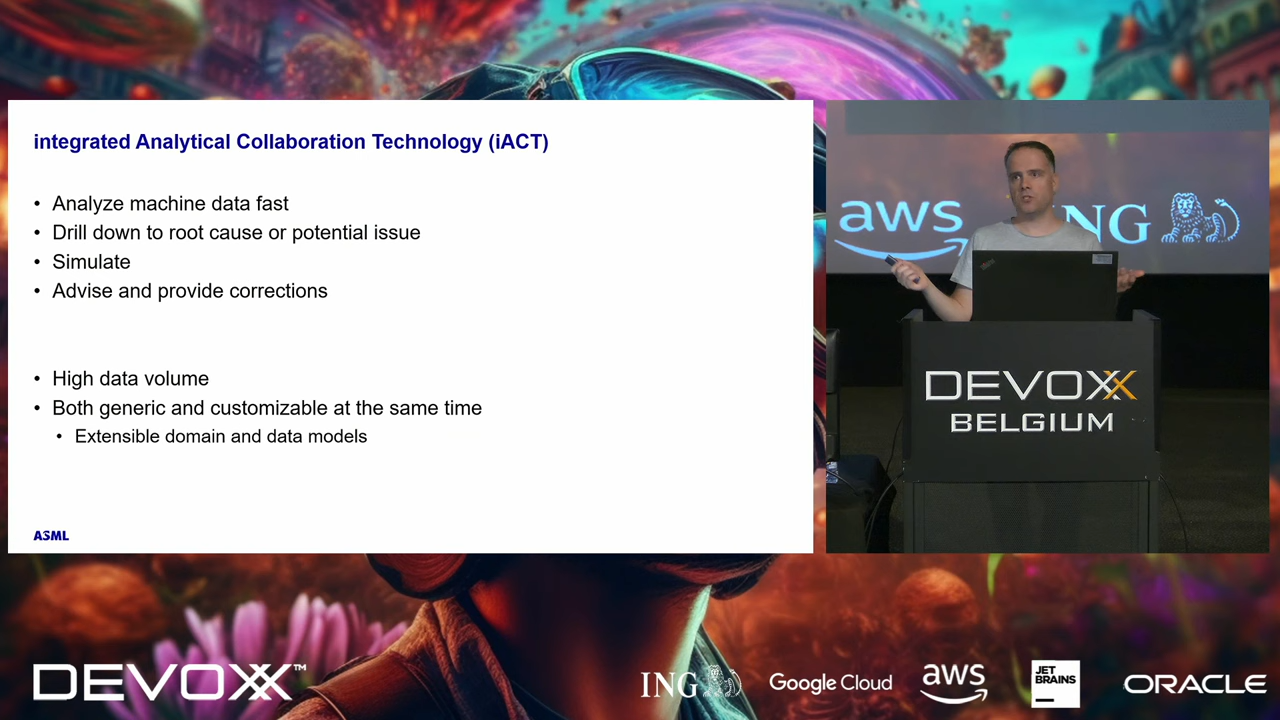 integrated Analytical Collaboration Technology (iACT)
• Analyze machine data fast
• Drill down to root cause or potential issue
• Simulate
• Advise and provide corrections
• High data volume
• Both generic and customizable at the same time
• Extensible domain and data models
ASML
aws
ING
DEVOXX
BELGIUM
DEVOXX™
ING
Google Cloud
aws
JET
BRAINS
ORACLE